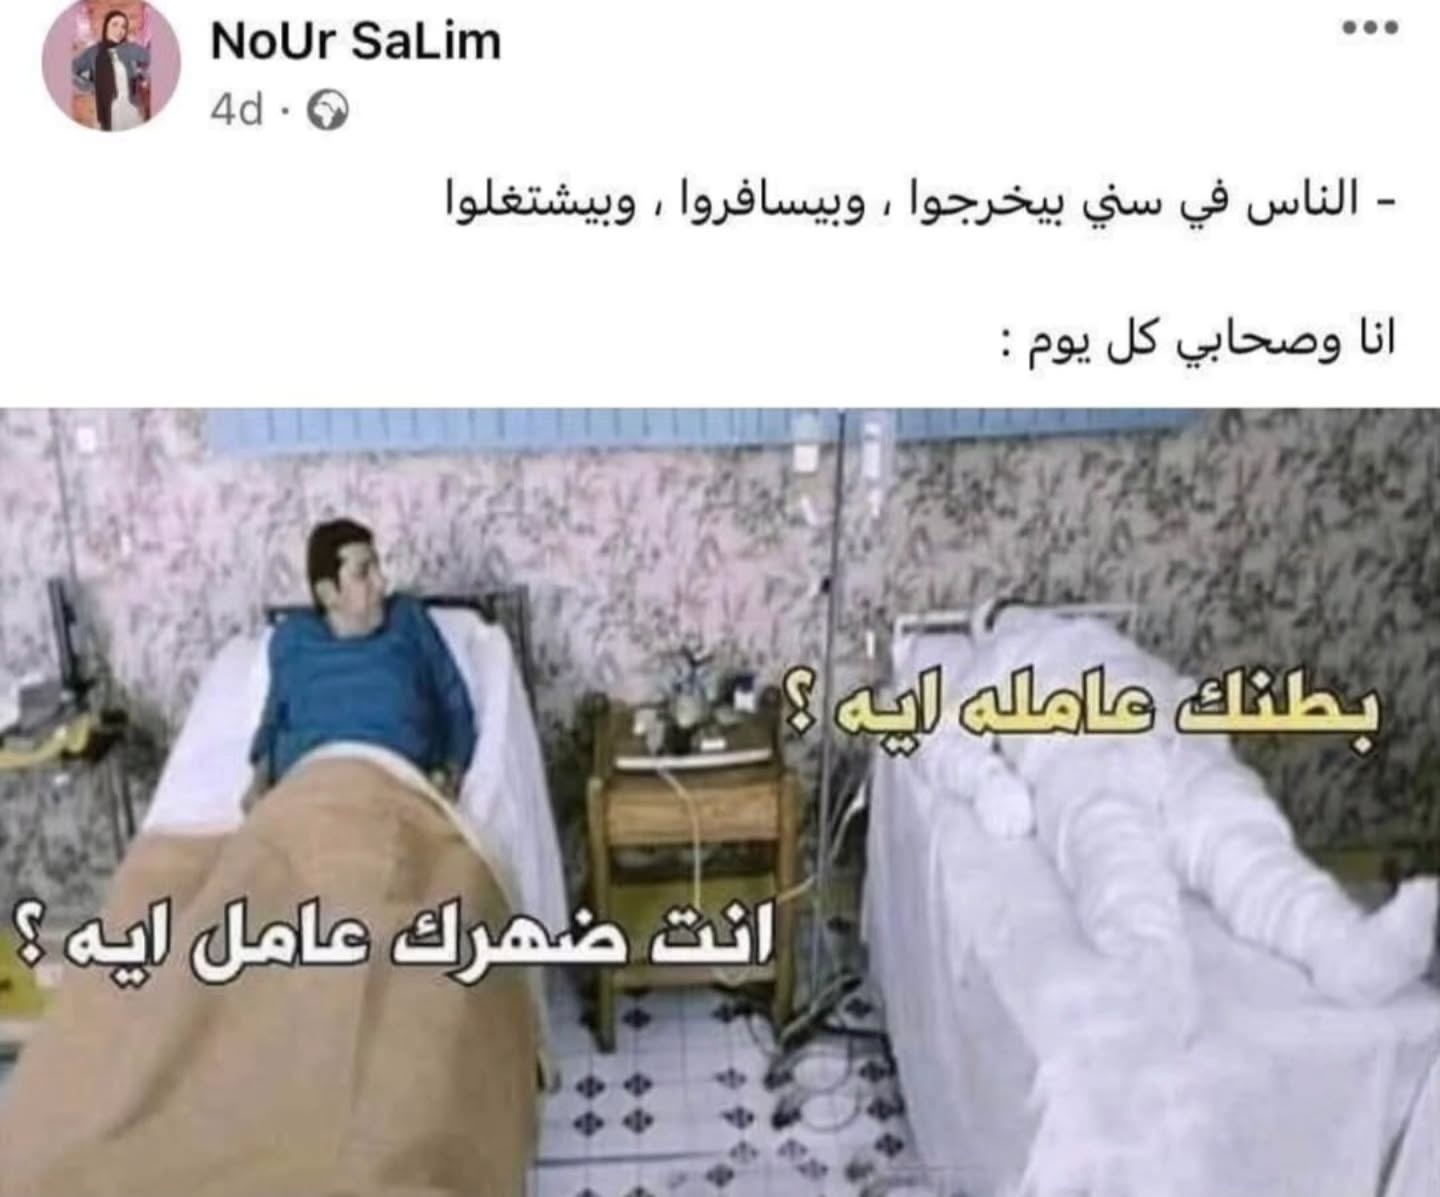 NoUr SaLim
4d ·
- الناس في سني بيخرجوا ، وبيسافروا ، وبيشتغلوا
انا وصحابي كل يوم :
بطنك عامله ايه ؟
انت ضهرك عامل ايه ؟